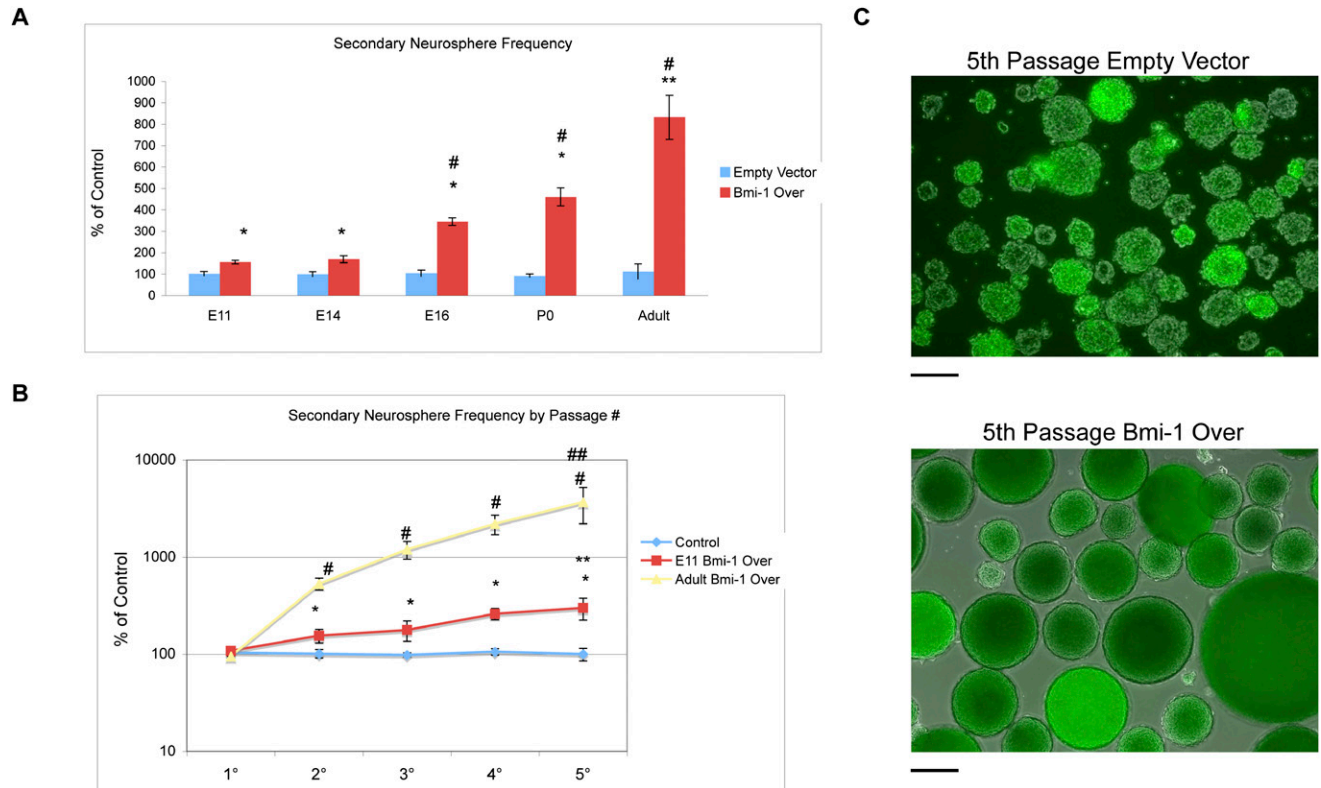 A
Secondary Neurosphere Frequency
% of Control
1000
900
800
700
600
500
400
300
200
100
0
*
*
#
*
#
*
#
**
E11
E14
E16
P0
Adult
Empty Vector
Bmi-1 Over
B
Secondary Neurosphere Frequency by Passage #
% of Control
10000
1000
100
10
#
#
#
##
#
*
*
*
**
*
1°
2°
3°
4°
5°
Control
E11 Bmi-1 Over
Adult Bmi-1 Over
C
5th Passage Empty Vector
5th Passage Bmi-1 Over